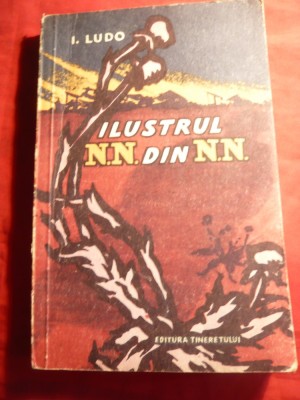 I. LUDO
ILUSTRUL
N.N. DIN N.N.
EDITURA TINERETULUI